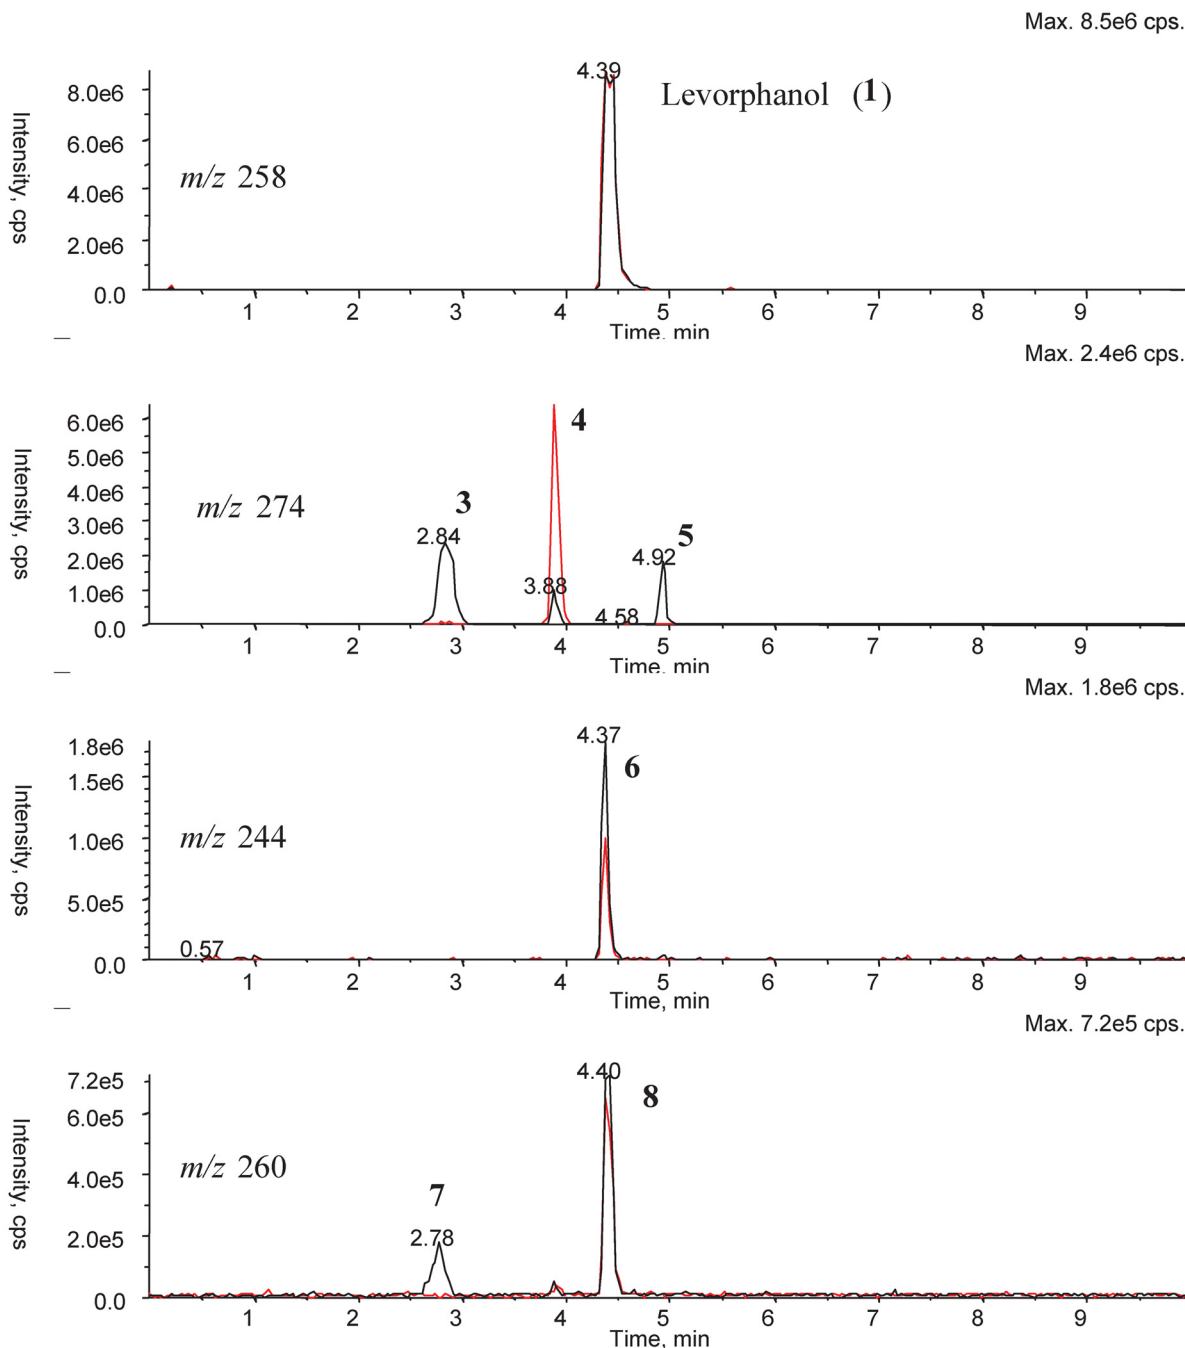 Max. 8.5e6 cps.
4.39
Levorphanol (1)
m/z 258
Intensity, cps
8.0e6
6.0e6
4.0e6
2.0e6
0.0
1 2 3 4 5 6 7 8 9
Time, min
Max. 2.4e6 cps.
4
m/z 274
3
2.84
3.88
4.58
5
4.92
Intensity, cps
6.0e6
5.0e6
4.0e6
3.0e6
2.0e6
1.0e6
0.0
1 2 3 4 5 6 7 8 9
Time, min
Max. 1.8e6 cps.
4.37
6
m/z 244
0.57
Intensity, cps
1.8e6
1.5e6
1.0e6
5.0e5
0.0
1 2 3 4 5 6 7 8 9
Time, min
Max. 7.2e5 cps.
4.40
8
m/z 260
7
2.78
Intensity, cps
7.2e5
6.0e5
4.0e5
2.0e5
0.0
1 2 3 4 5 6 7 8 9
Time, min